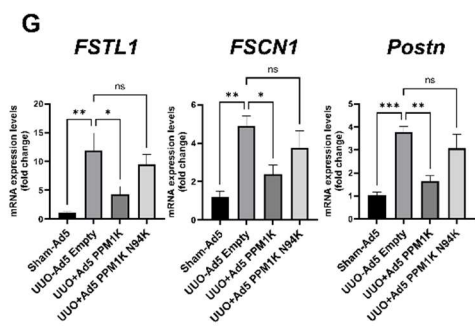 G
FSTL1
mRNA expression levels
(fold change)
20
15
10
5
0
**
*
ns
Sham-Ad5
UUO-Ad5 Empty
UUO+Ad5 PPM1K
UUO+Ad5 PPM1K N94K
FSCN1
mRNA expression levels
(fold change)
8
6
4
2
0
**
*
ns
Sham-Ad5
UUO-Ad5 Empty
UUO+Ad5 PPM1K
UUO+Ad5 PPM1K N94K
Postn
mRNA expression levels
(fold change)
6
5
4
3
2
1
0
***
**
ns
Sham-Ad5
UUO-Ad5 Empty
UUO+Ad5 PPM1K
UUO+Ad5 PPM1K N94K